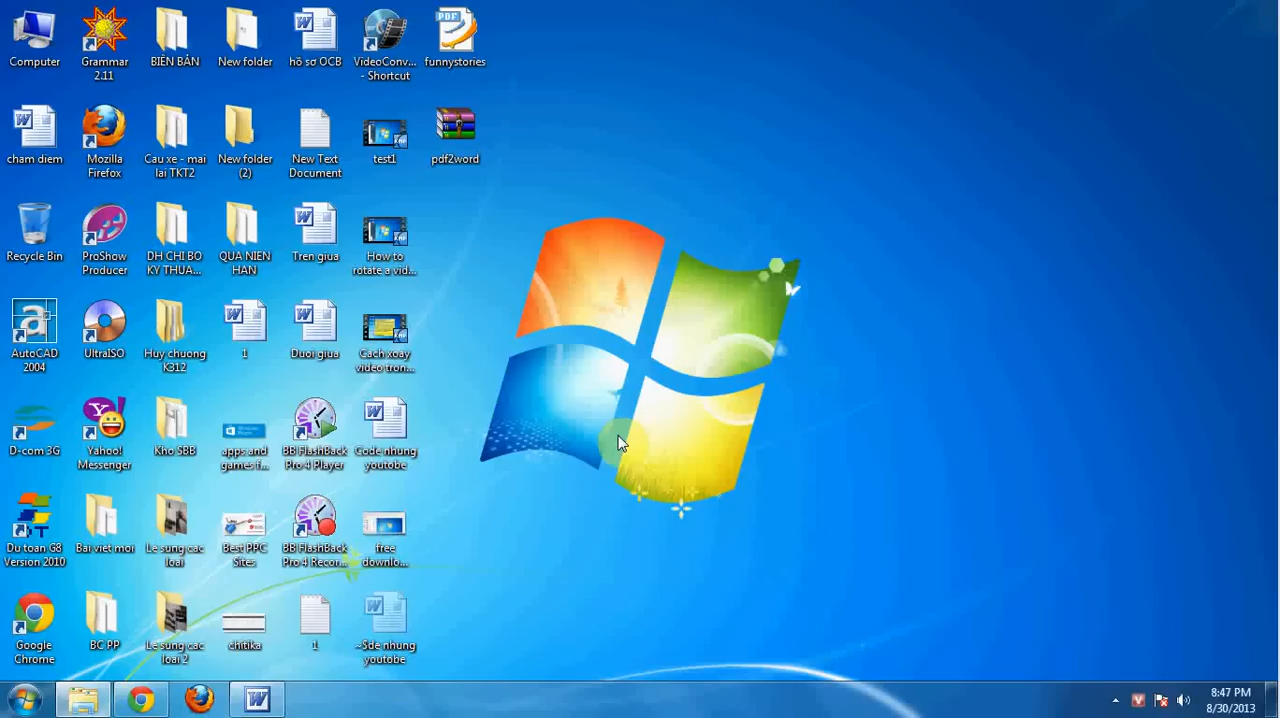 Computer
Grammar
2.11
BIÊN BẢN
New folder
hồ sơ OCB
VideoConv...
- Shortcut
PDF
funnystories
cham diem
Mozilla
Firefox
Cau xe - mai
lai TKT2
New folder
(2)
New Text
Document
test1
pdf2word
Recycle Bin
ProShow
Producer
DH CHI BO
KY THUA...
QUA NIEN
HAN
Tren giua
How to
rotate a vid...
a
AutoCAD
2004
UltraISO
Huy chuong
K312
1
Duoi giua
Cach xoay
video tron...
D-com 3G
Yahoo!
Messenger
Kho SBB
apps and
games f...
BB FlashBack
Pro 4 Player
Code nhung
youtube
Du toan G8
Version 2010
Bai viet moi
Le sung cac
loai
Best PPC
Sites
BB FlashBack
Pro 4 Recor...
free
downlo...
Google
Chrome
BC PP
Le sung cac
loai 2
chitika
1
~$de nhung
youtube
V
8:47 PM
8/30/2013